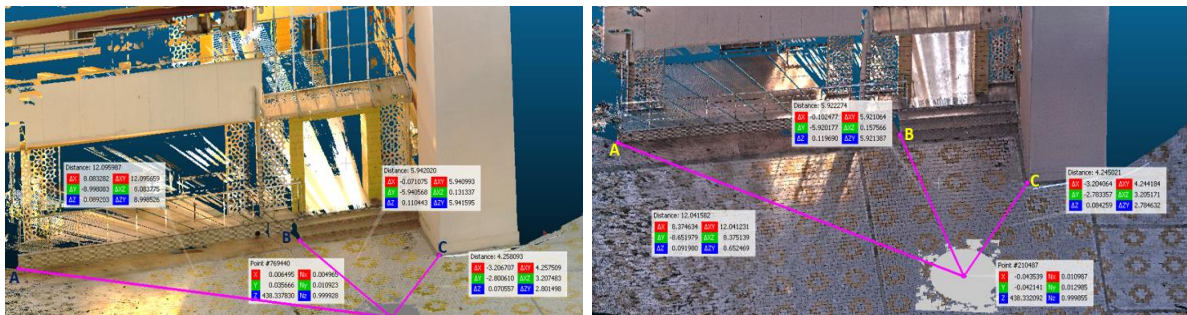 Distance: 12.095987
ΔX 8.083282 ΔXY 12.095659
ΔY -8.998083 ΔXZ 8.083775
ΔZ 0.089203 ΔZY 8.998526
Distance: 5.942020
ΔX -0.071075 ΔXY 5.940993
ΔY -5.940568 ΔXZ 0.131337
ΔZ 0.110443 ΔZY 5.941595
B
A
C
Point #769440
X 0.006495 Nx 0.004965
Y 0.035666 Ny 0.010923
Z 438.337830 Nz 0.999928
Distance: 4.258093
ΔX -3.206707 ΔXY 4.257509
ΔY -2.800610 ΔXZ 3.207483
ΔZ 0.070557 ΔZY 2.801498
Distance: 5.922274
ΔX -0.102477 ΔXY 5.921064
ΔY -5.920177 ΔXZ 0.157566
ΔZ 0.119690 ΔZY 5.921387
A
B
C
Distance: 4.245021
ΔX -3.204064 ΔXY 4.244184
ΔY -2.783357 ΔXZ 3.205171
ΔZ 0.084259 ΔZY 2.784632
Distance: 12.041582
ΔX 8.374634 ΔXY 12.041231
ΔY -8.651979 ΔXZ 8.375139
ΔZ 0.091980 ΔZY 8.652469
Point #210487
X -0.043539 Nx 0.010987
Y -0.042141 Ny 0.012985
Z 438.332092 Nz 0.999855